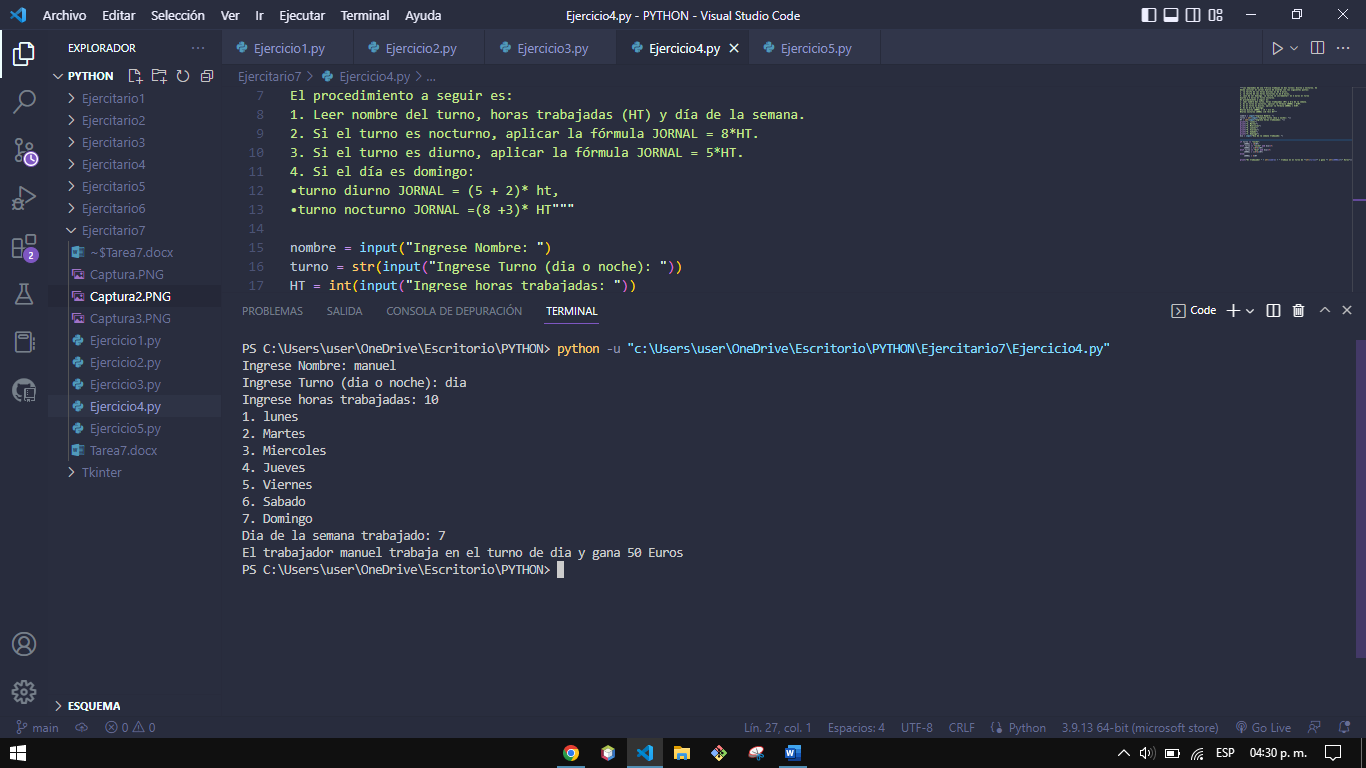 Archivo Editar Selección Ver Ir Ejecutar Terminal Ayuda
Ejercicio4.py - PYTHON - Visual Studio Code
EXPLORADOR
Ejercicio1.py
Ejercicio2.py
Ejercicio3.py
Ejercicio4.py
Ejercicio5.py
PYTHON
Ejercitario7 > Ejercicio4.py > ...
Ejercitario1
Ejercitario2
Ejercitario3
Ejercitario4
Ejercitario5
Ejercitario6
Ejercitario7
~$Tarea7.docx
Captura.PNG
Captura2.PNG
Captura3.PNG
Ejercicio1.py
Ejercicio2.py
Ejercicio3.py
Ejercicio4.py
Ejercicio5.py
Tarea7.docx
Tkinter
ESQUEMA
2
7 El procedimiento a seguir es:
8 1. Leer nombre del turno, horas trabajadas (HT) y día de la semana.
9 2. Si el turno es nocturno, aplicar la fórmula JORNAL = 8*HT.
10 3. Si el turno es diurno, aplicar la fórmula JORNAL = 5*HT.
11 4. Si el día es domingo:
12 •turno diurno JORNAL = (5 + 2)* ht,
13 •turno nocturno JORNAL =(8 +3)* HT"""
14
15 nombre = input("Ingrese Nombre: ")
16 turno = str(input("Ingrese Turno (dia o noche): "))
17 HT = int(input("Ingrese horas trabajadas: "))
PROBLEMAS SALIDA CONSOLA DE DEPURACIÓN TERMINAL
Code
PS C:\Users\user\OneDrive\Escritorio\PYTHON> python -u "c:\Users\user\OneDrive\Escritorio\PYTHON\Ejercitario7\Ejercicio4.py"
Ingrese Nombre: manuel
Ingrese Turno (dia o noche): dia
Ingrese horas trabajadas: 10
1. lunes
2. Martes
3. Miercoles
4. Jueves
5. Viernes
6. Sabado
7. Domingo
Dia de la semana trabajado: 7
El trabajador manuel trabaja en el turno de dia y gana 50 Euros
PS C:\Users\user\OneDrive\Escritorio\PYTHON>
main 0 0
Lín. 27, col. 1 Espacios: 4 UTF-8 CRLF Python 3.9.13 64-bit (microsoft store) Go Live
ESP 04:30 p. m.